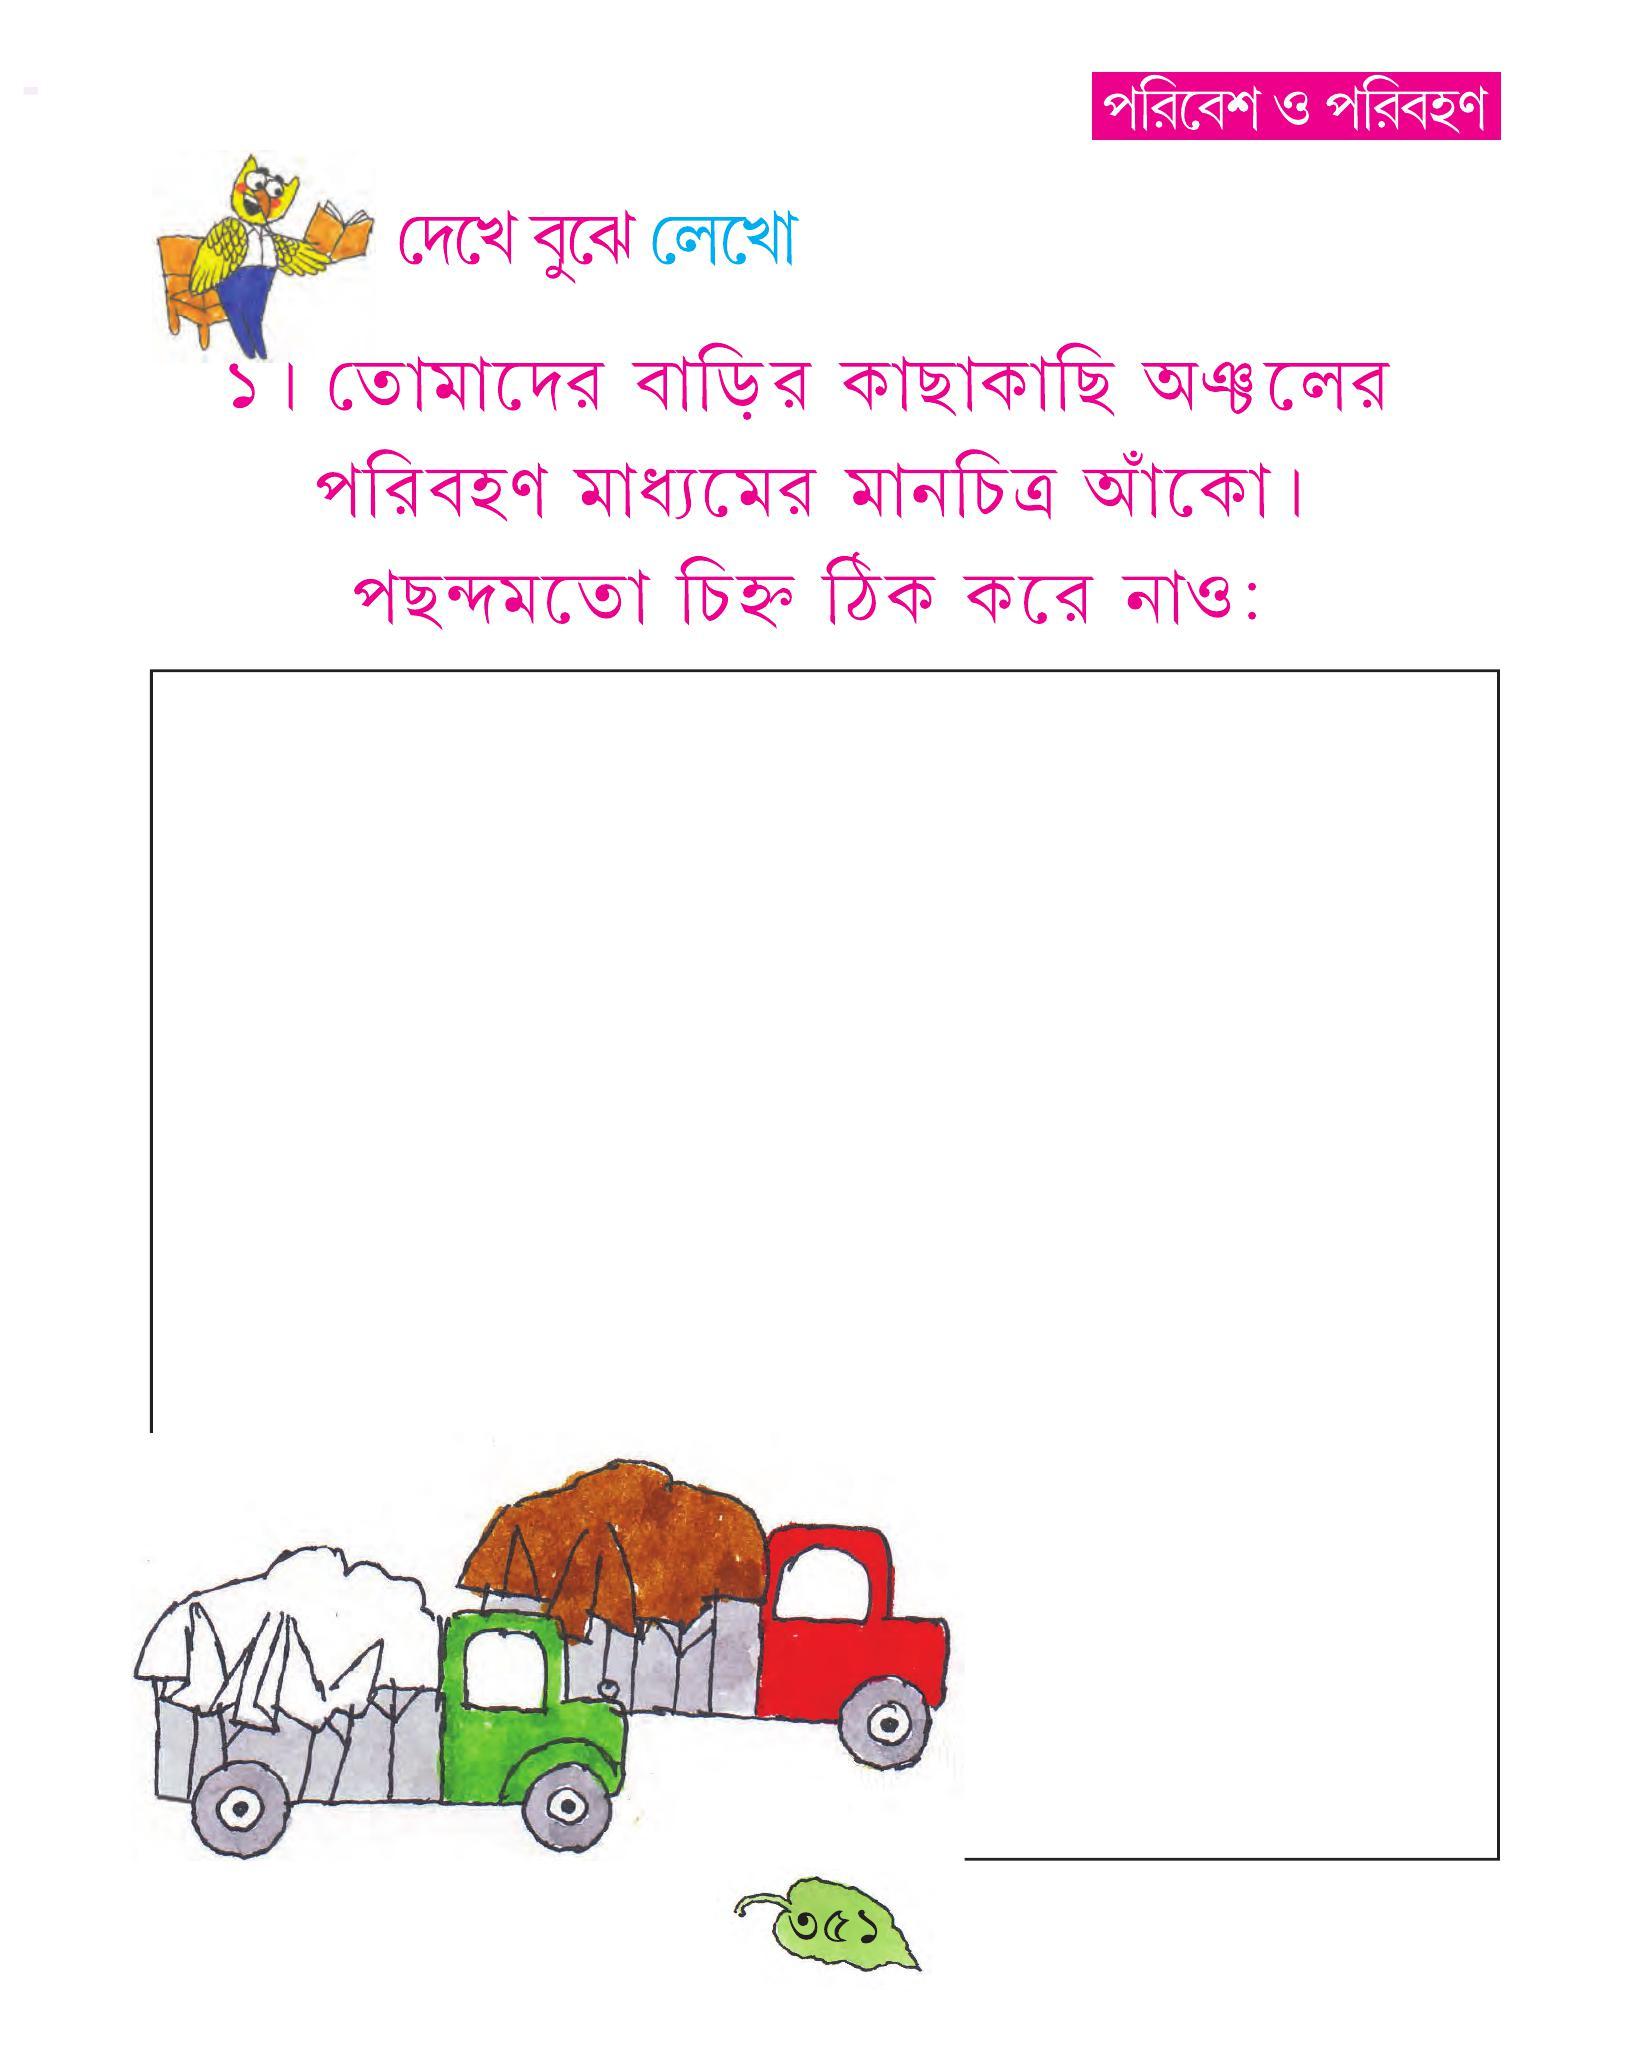 পরিবেশ ও পরিবহণ
দেখে বুঝে লেখো
১। তোমাদের বাড়ির কাছাকাছি অঞ্চলের
পরিবহণ মাধ্যমের মানচিত্র আঁকো।
পছন্দমতো চিহ্ন ঠিক করে নাও:
৩৫১